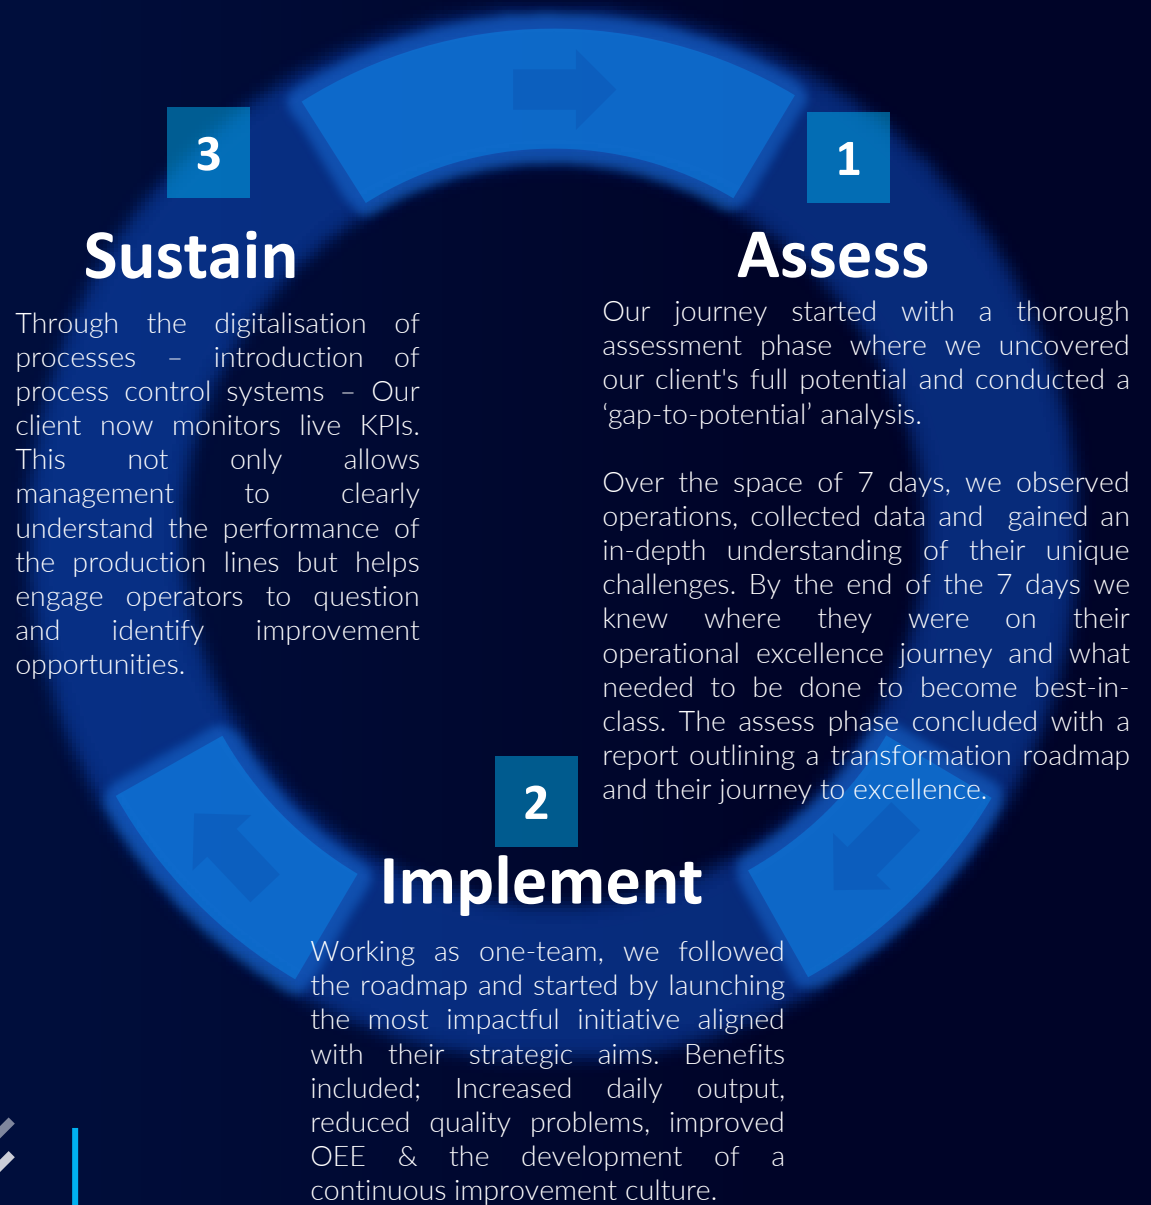 1
Assess
Our journey started with a thorough
assessment phase where we uncovered
our client's full potential and conducted a
‘gap-to-potential’ analysis.
Over the space of 7 days, we observed
operations, collected data and  gained an
in-depth understanding of their unique
challenges. By the end of the 7 days we
knew where they were on their
operational excellence journey and what
needed to be done to become best-in-
class. The assess phase concluded with a
report outlining a transformation roadmap
and their journey to excellence.
2
Implement
Working as one-team, we followed
the roadmap and started by launching
the most impactful initiative aligned
with their strategic aims. Benefits
included; Increased daily output,
reduced quality problems, improved
OEE & the development of a
continuous improvement culture.
3
Sustain
Through the digitalisation of
processes – introduction of
process control systems – Our
client now monitors live KPIs.
This not only allows
management to clearly
understand the performance of
the production lines but helps
engage operators to question
and identify improvement
opportunities.